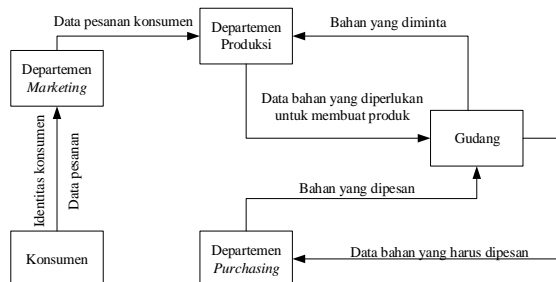 Data pesanan konsumen
Departemen
Produksi
Bahan yang diminta
Departemen
Marketing
Data bahan yang diperlukan
untuk membuat produk
Gudang
Identitas konsumen
Data pesanan
Bahan yang dipesan
Konsumen
Departemen
Purchasing
Data bahan yang harus dipesan